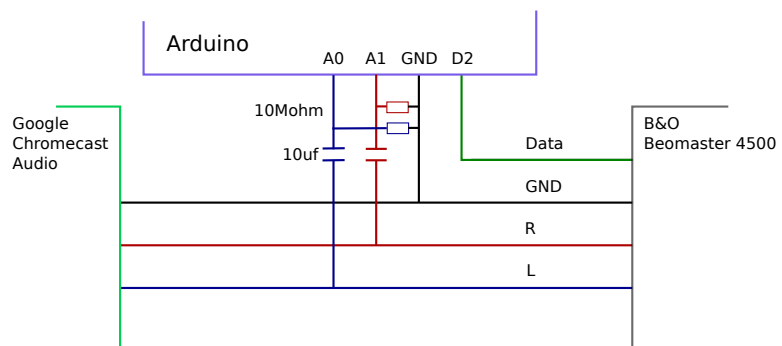 Arduino
A0 A1 GND D2
10Mohm
Google
Chromecast
Audio
10uf
B&O
Beomaster 4500
Data
GND
R
L